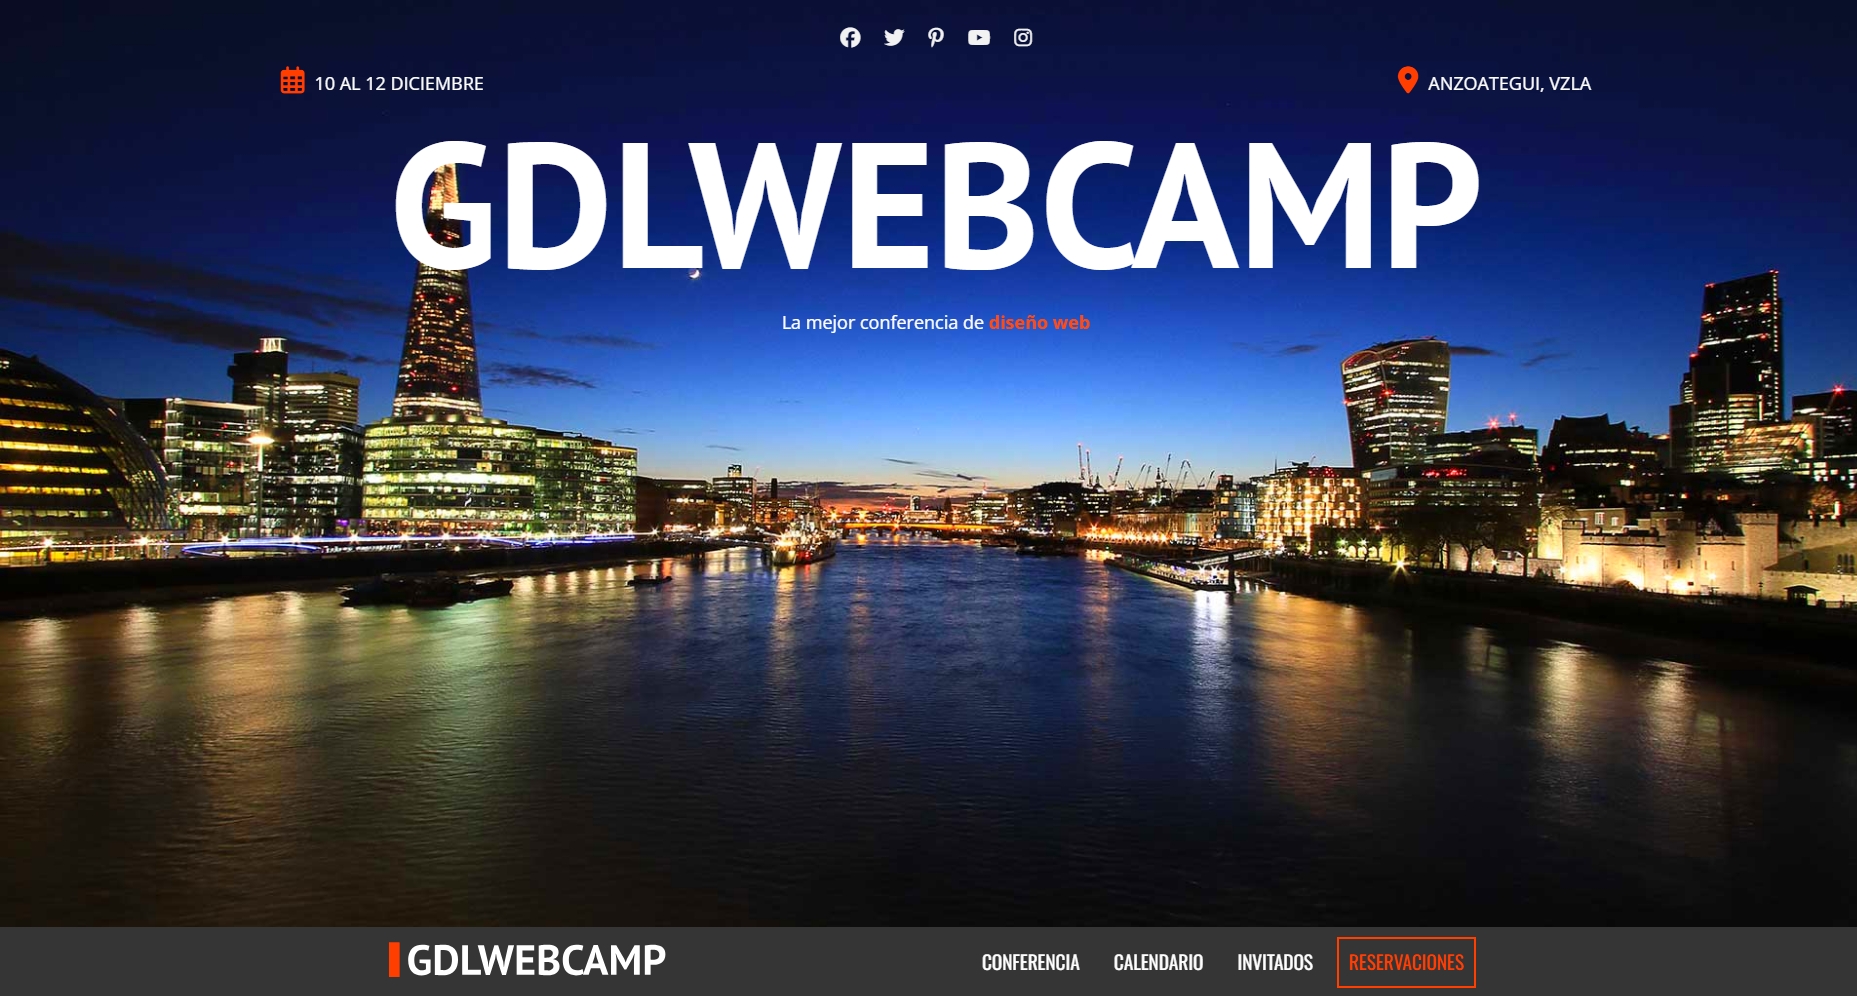 10 AL 12 DICIEMBRE
ANZOATEGUI, VZLA
GDLWEBCAMP
La mejor conferencia de diseño web
GDLWEBCAMP
CONFERENCIA CALENDARIO INVITADOS RESERVACIONES